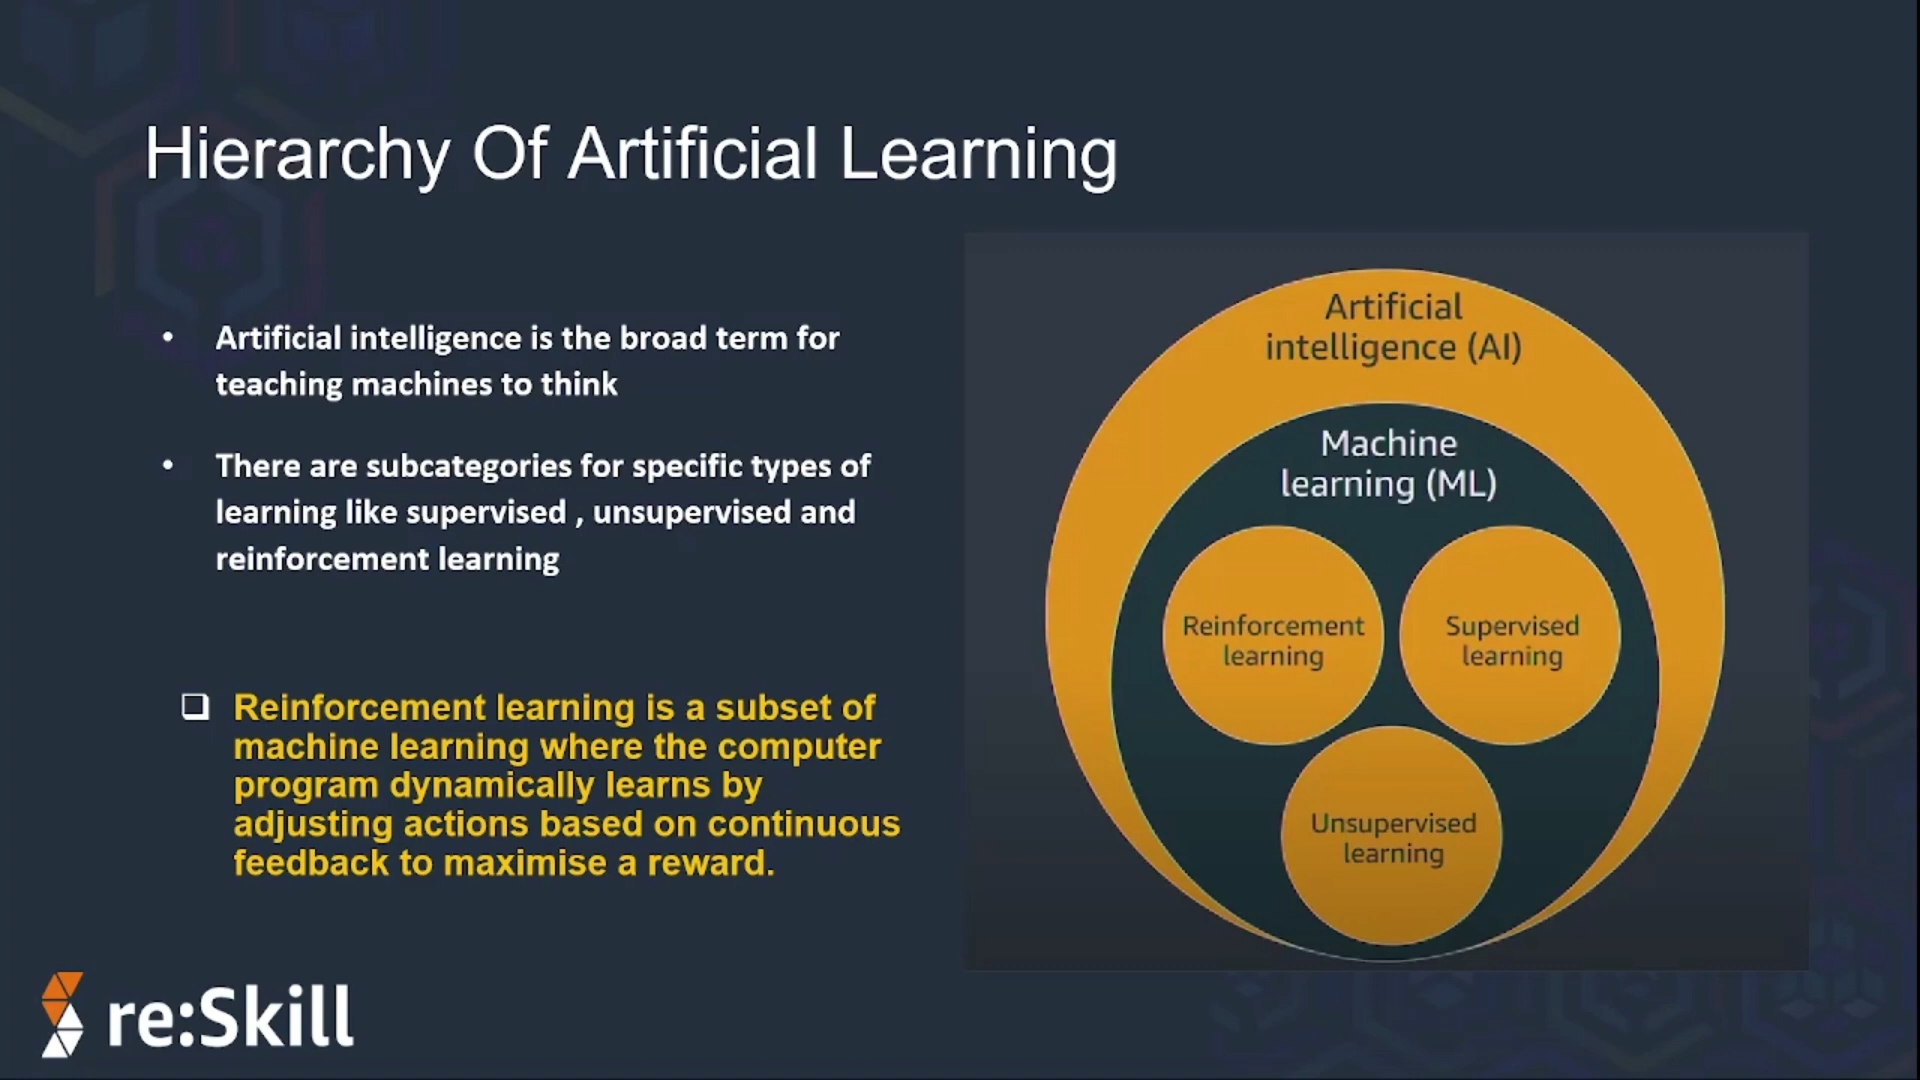 Hierarchy Of Artificial Learning
• Artificial intelligence is the broad term for
teaching machines to think
• There are subcategories for specific types of
learning like supervised , unsupervised and
reinforcement learning
❑ Reinforcement learning is a subset of
machine learning where the computer
program dynamically learns by
adjusting actions based on continuous
feedback to maximise a reward.
Artificial
intelligence (AI)
Machine
learning (ML)
Reinforcement
learning
Supervised
learning
Unsupervised
learning
re:Skill